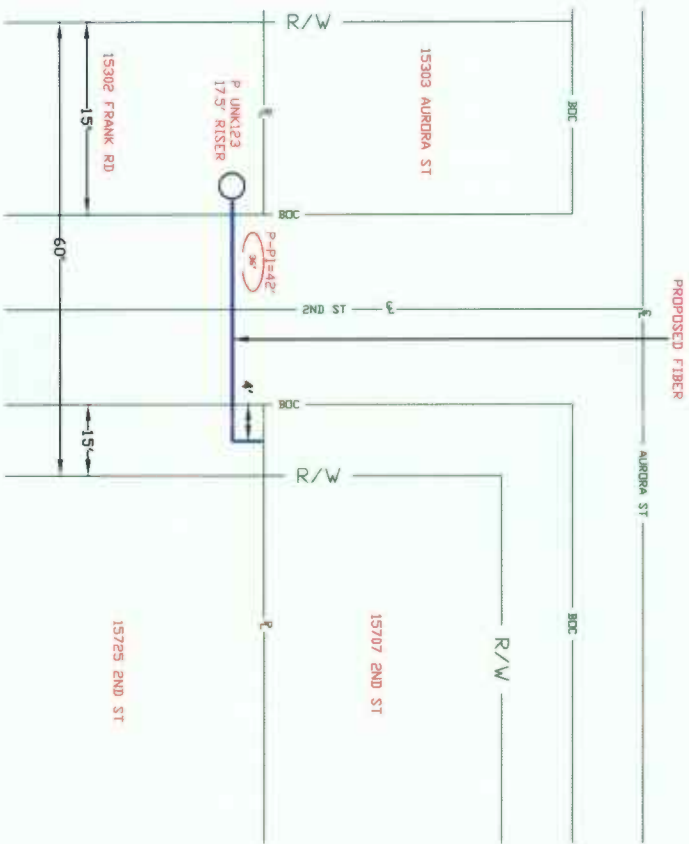 PROPOSED FIBER
℄
AURORA ST
BOC
BOC
15303 AURORA ST
R/W
15707 2ND ST
R/W
R/W
2ND ST
℄
BOC
BOC
℄
P-P1=42'
36'
4'
P UNK123
17.5' RISER
15302 FRANK RD
15'
60'
15'
15725 2ND ST